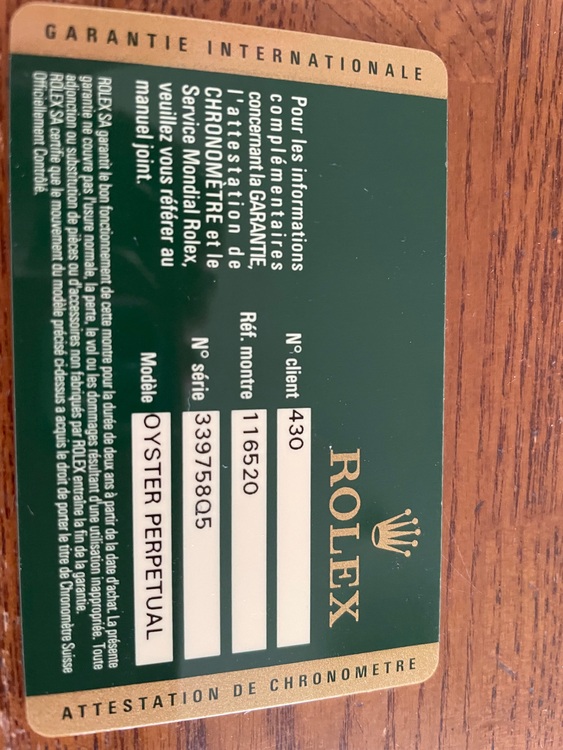 GARANTIE INTERNATIONALE
ROLEX
Pour les informations
complémentaires
concernant la GARANTIE,
l'attestation de
CHRONOMETRE et le
Service Mondial Rolex,
veuillez vous référer au
manuel joint.
N° client 430
Réf. montre 116520
N° série 339758Q5
Modèle OYSTER PERPETUAL
ROLEX SA garantit le bon fonctionnement de cette montre pour la durée de deux ans à partir de la date d'achat. La présente
garantie ne couvre pas l'usure normale, la perte, le vol ou les dommages résultant d'une utilisation inappropriée. Toute
adjonction ou substitution de pièces ou d'accessoires non fabriqués par ROLEX entraîne la fin de la garantie.
ROLEX SA certifie que le mouvement du modèle précisé ci-dessus a acquis le droit de porter le titre de Chronomètre Suisse
Officiellement Contrôlé.
ATTESTATION DE CHRONOMETRE